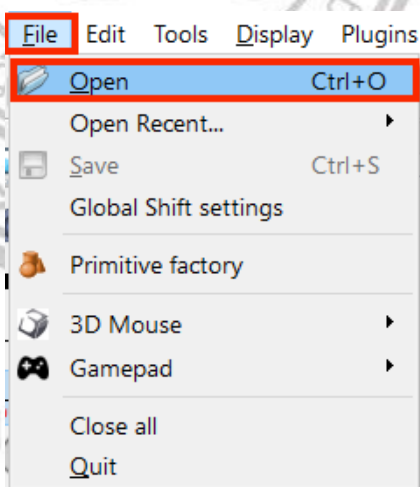 File Edit Tools Display Plugins
Open Ctrl+O
Open Recent...
Save Ctrl+S
Global Shift settings
Primitive factory
3D Mouse
Gamepad
Close all
Quit